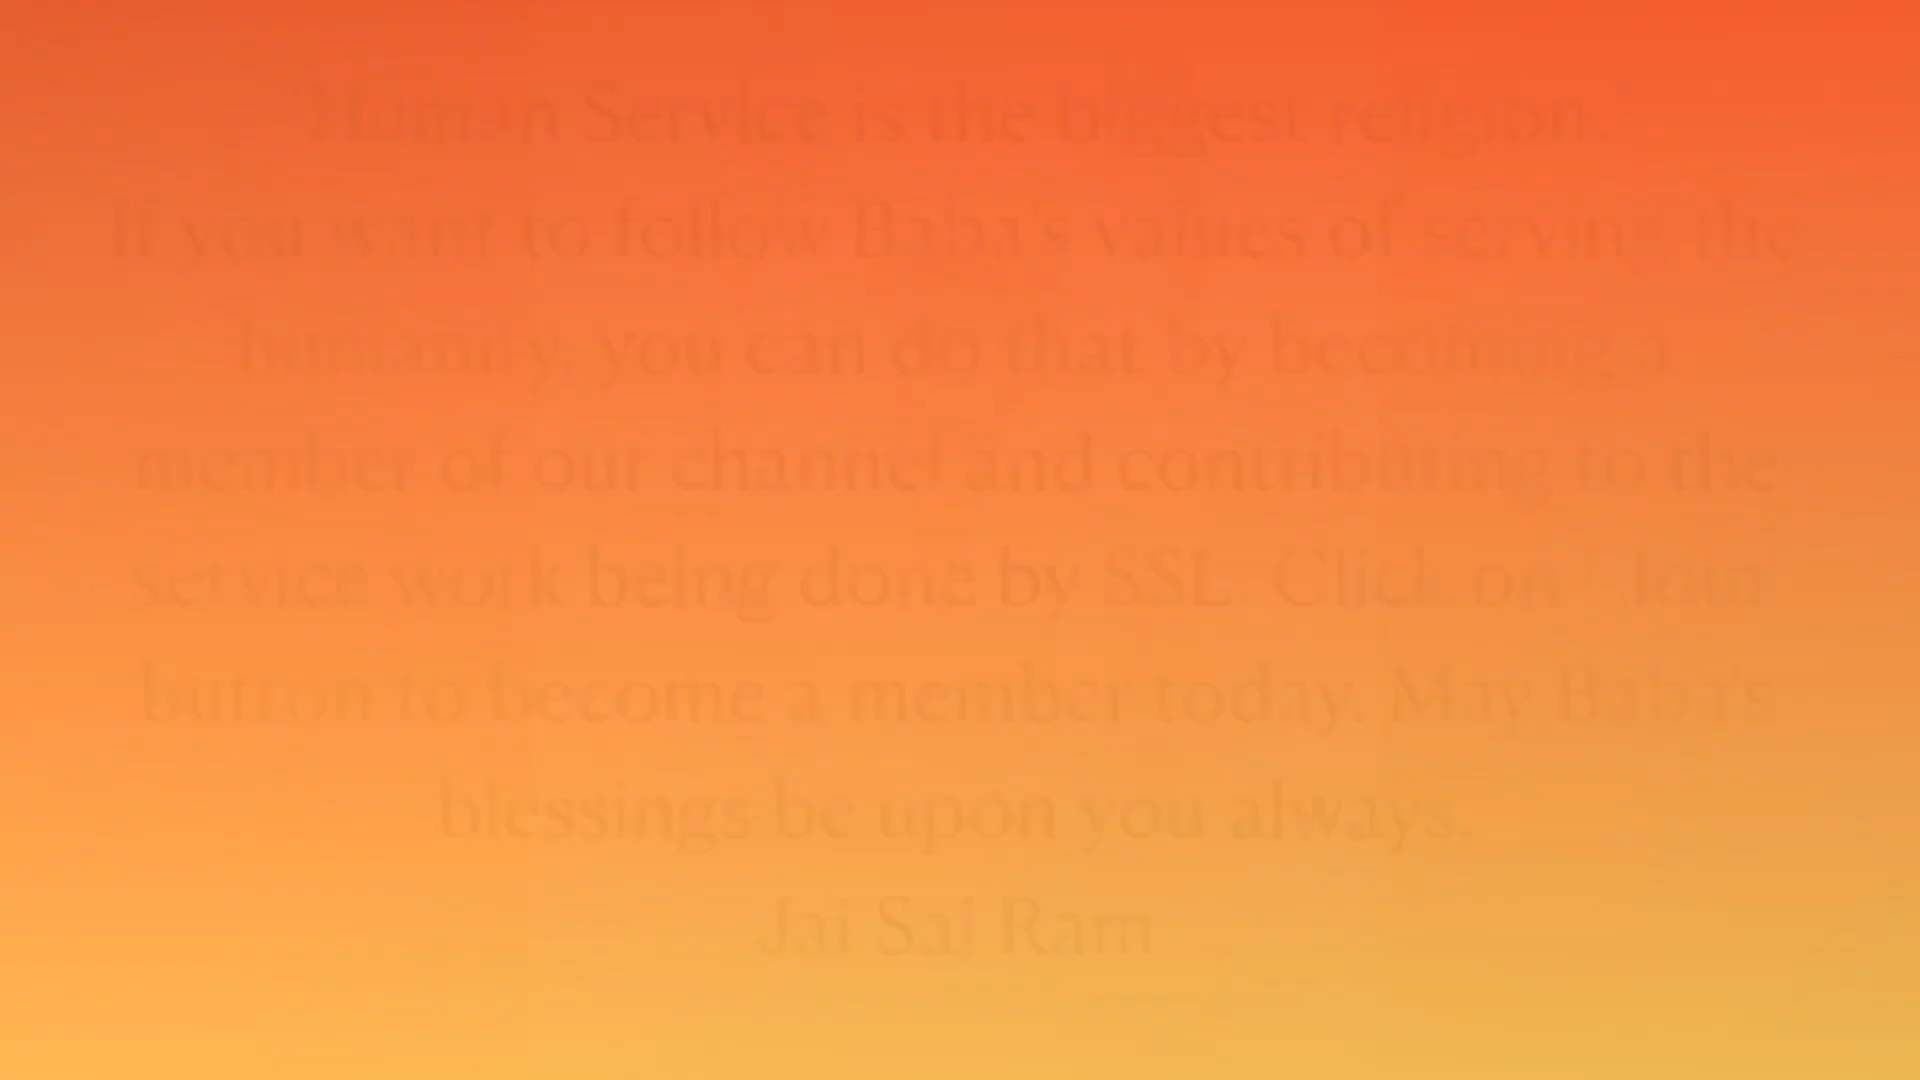 "Human Service is the biggest religion."
If you want to follow Baba's values of serving the
humanity, you can do that by becoming a
member of our channel and contributing to the
service work being done by SSL. Click on ' Join'
button to become a member today. May Baba's
blessings be upon you always.
Jai Sai Ram